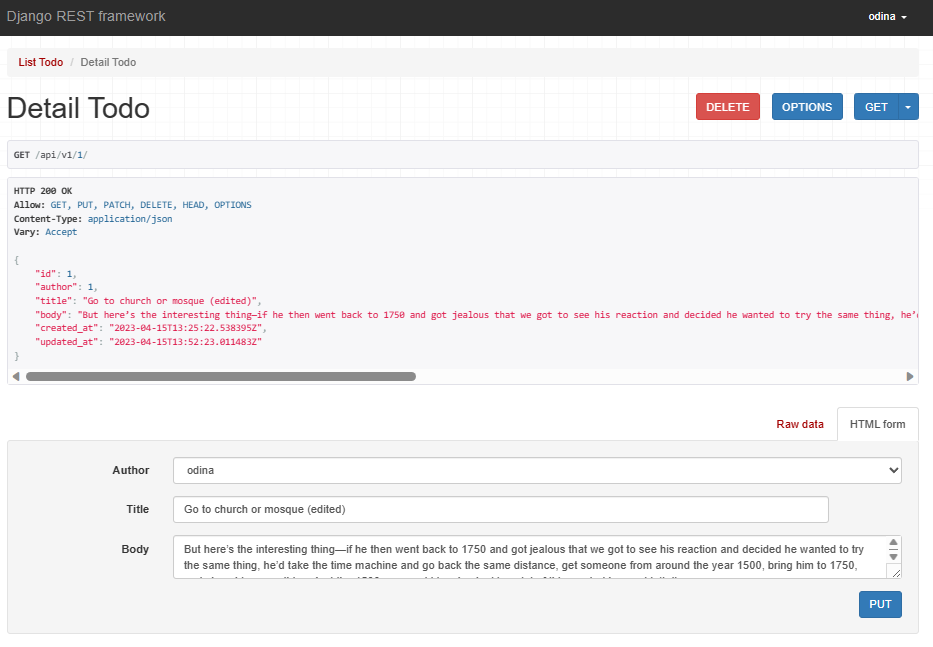 Django REST framework
odina
List Todo / Detail Todo
Detail Todo
DELETE
OPTIONS
GET
GET /api/v1/1/
HTTP 200 OK
Allow: GET, PUT, PATCH, DELETE, HEAD, OPTIONS
Content-Type: application/json
Vary: Accept
{
"id": 1,
"author": 1,
"title": "Go to church or mosque (edited)",
"body": "But here’s the interesting thing—if he then went back to 1750 and got jealous that we got to see his reaction and decided he wanted to try the same thing, he’
"created_at": "2023-04-15T13:25:22.538395Z",
"updated_at": "2023-04-15T13:52:23.011483Z"
}
Raw data
HTML form
Author
odina
Title
Go to church or mosque (edited)
Body
But here’s the interesting thing—if he then went back to 1750 and got jealous that we got to see his reaction and decided he wanted to try
the same thing, he’d take the time machine and go back the same distance, get someone from around the year 1500, bring him to 1750,
PUT